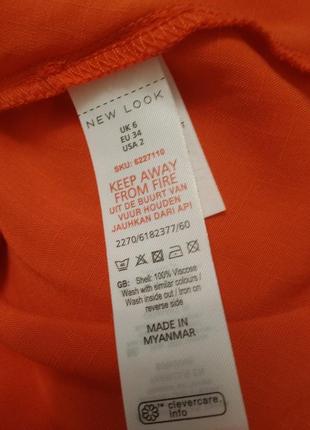 NEW LOOK
UK 6
EU 34
USA 2
SKU: 6227110
KEEP AWAY
FROM FIRE
UIT DE BUURT VAN
VUUR HOUDEN
JAUHKAN DARI API
2270/6182377/60
GB: Shell: 100% Viscose
Wash with similar colours /
Wash inside out / Iron on
reverse side
MADE IN
MYANMAR
™ clevercare.
info